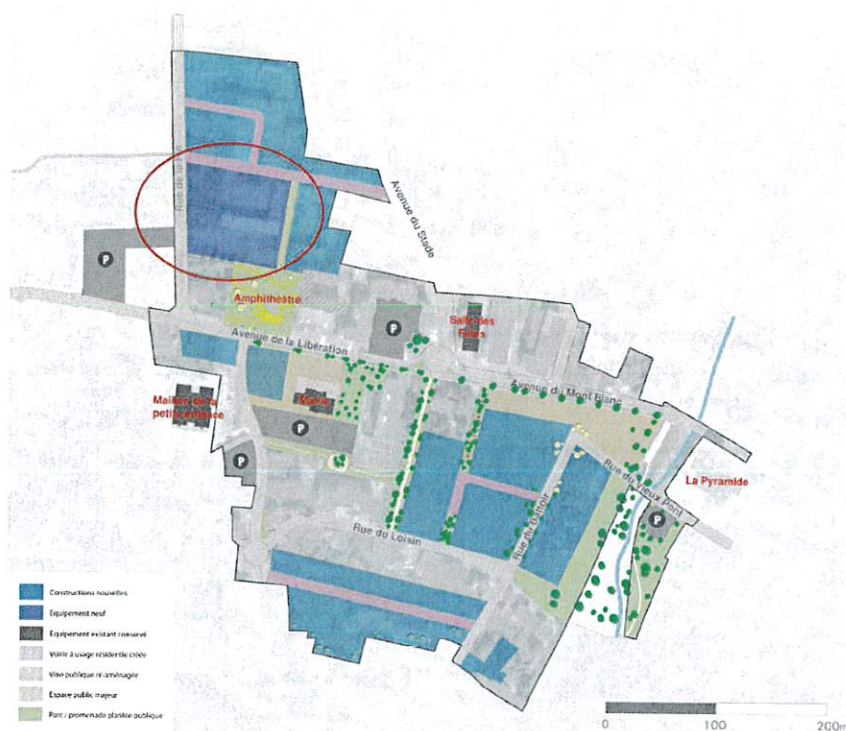 Avenue du Stade
P
Amphithéâtre
P
Salle des
Fêtes
Avenue de la Libération
Avenue du Mont Blanc
Maison de la
petite enfance
Mairie
P
P
La Pyramide
Rue du Vieux Pont
P
Rue du Loisin
Constructions nouvelles
Equipement neuf
Equipement existant conservé
Voirie à usage résidentiel créée
Voie publique ré-aménagée
Espace public majeur
Parc / promenade plantée publique
0
100
200m